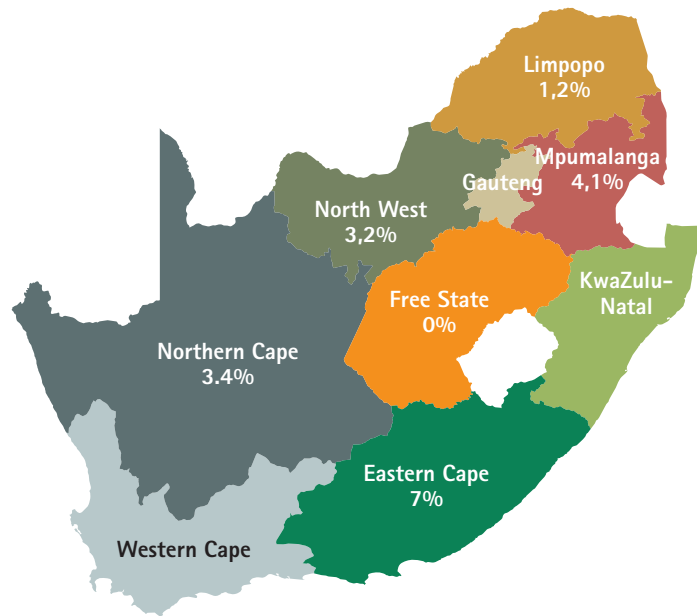 Limpopo
1,2%
Mpumalanga
4,1%
Gauteng
North West
3,2%
KwaZulu-
Natal
Free State
0%
Northern Cape
3.4%
Eastern Cape
7%
Western Cape